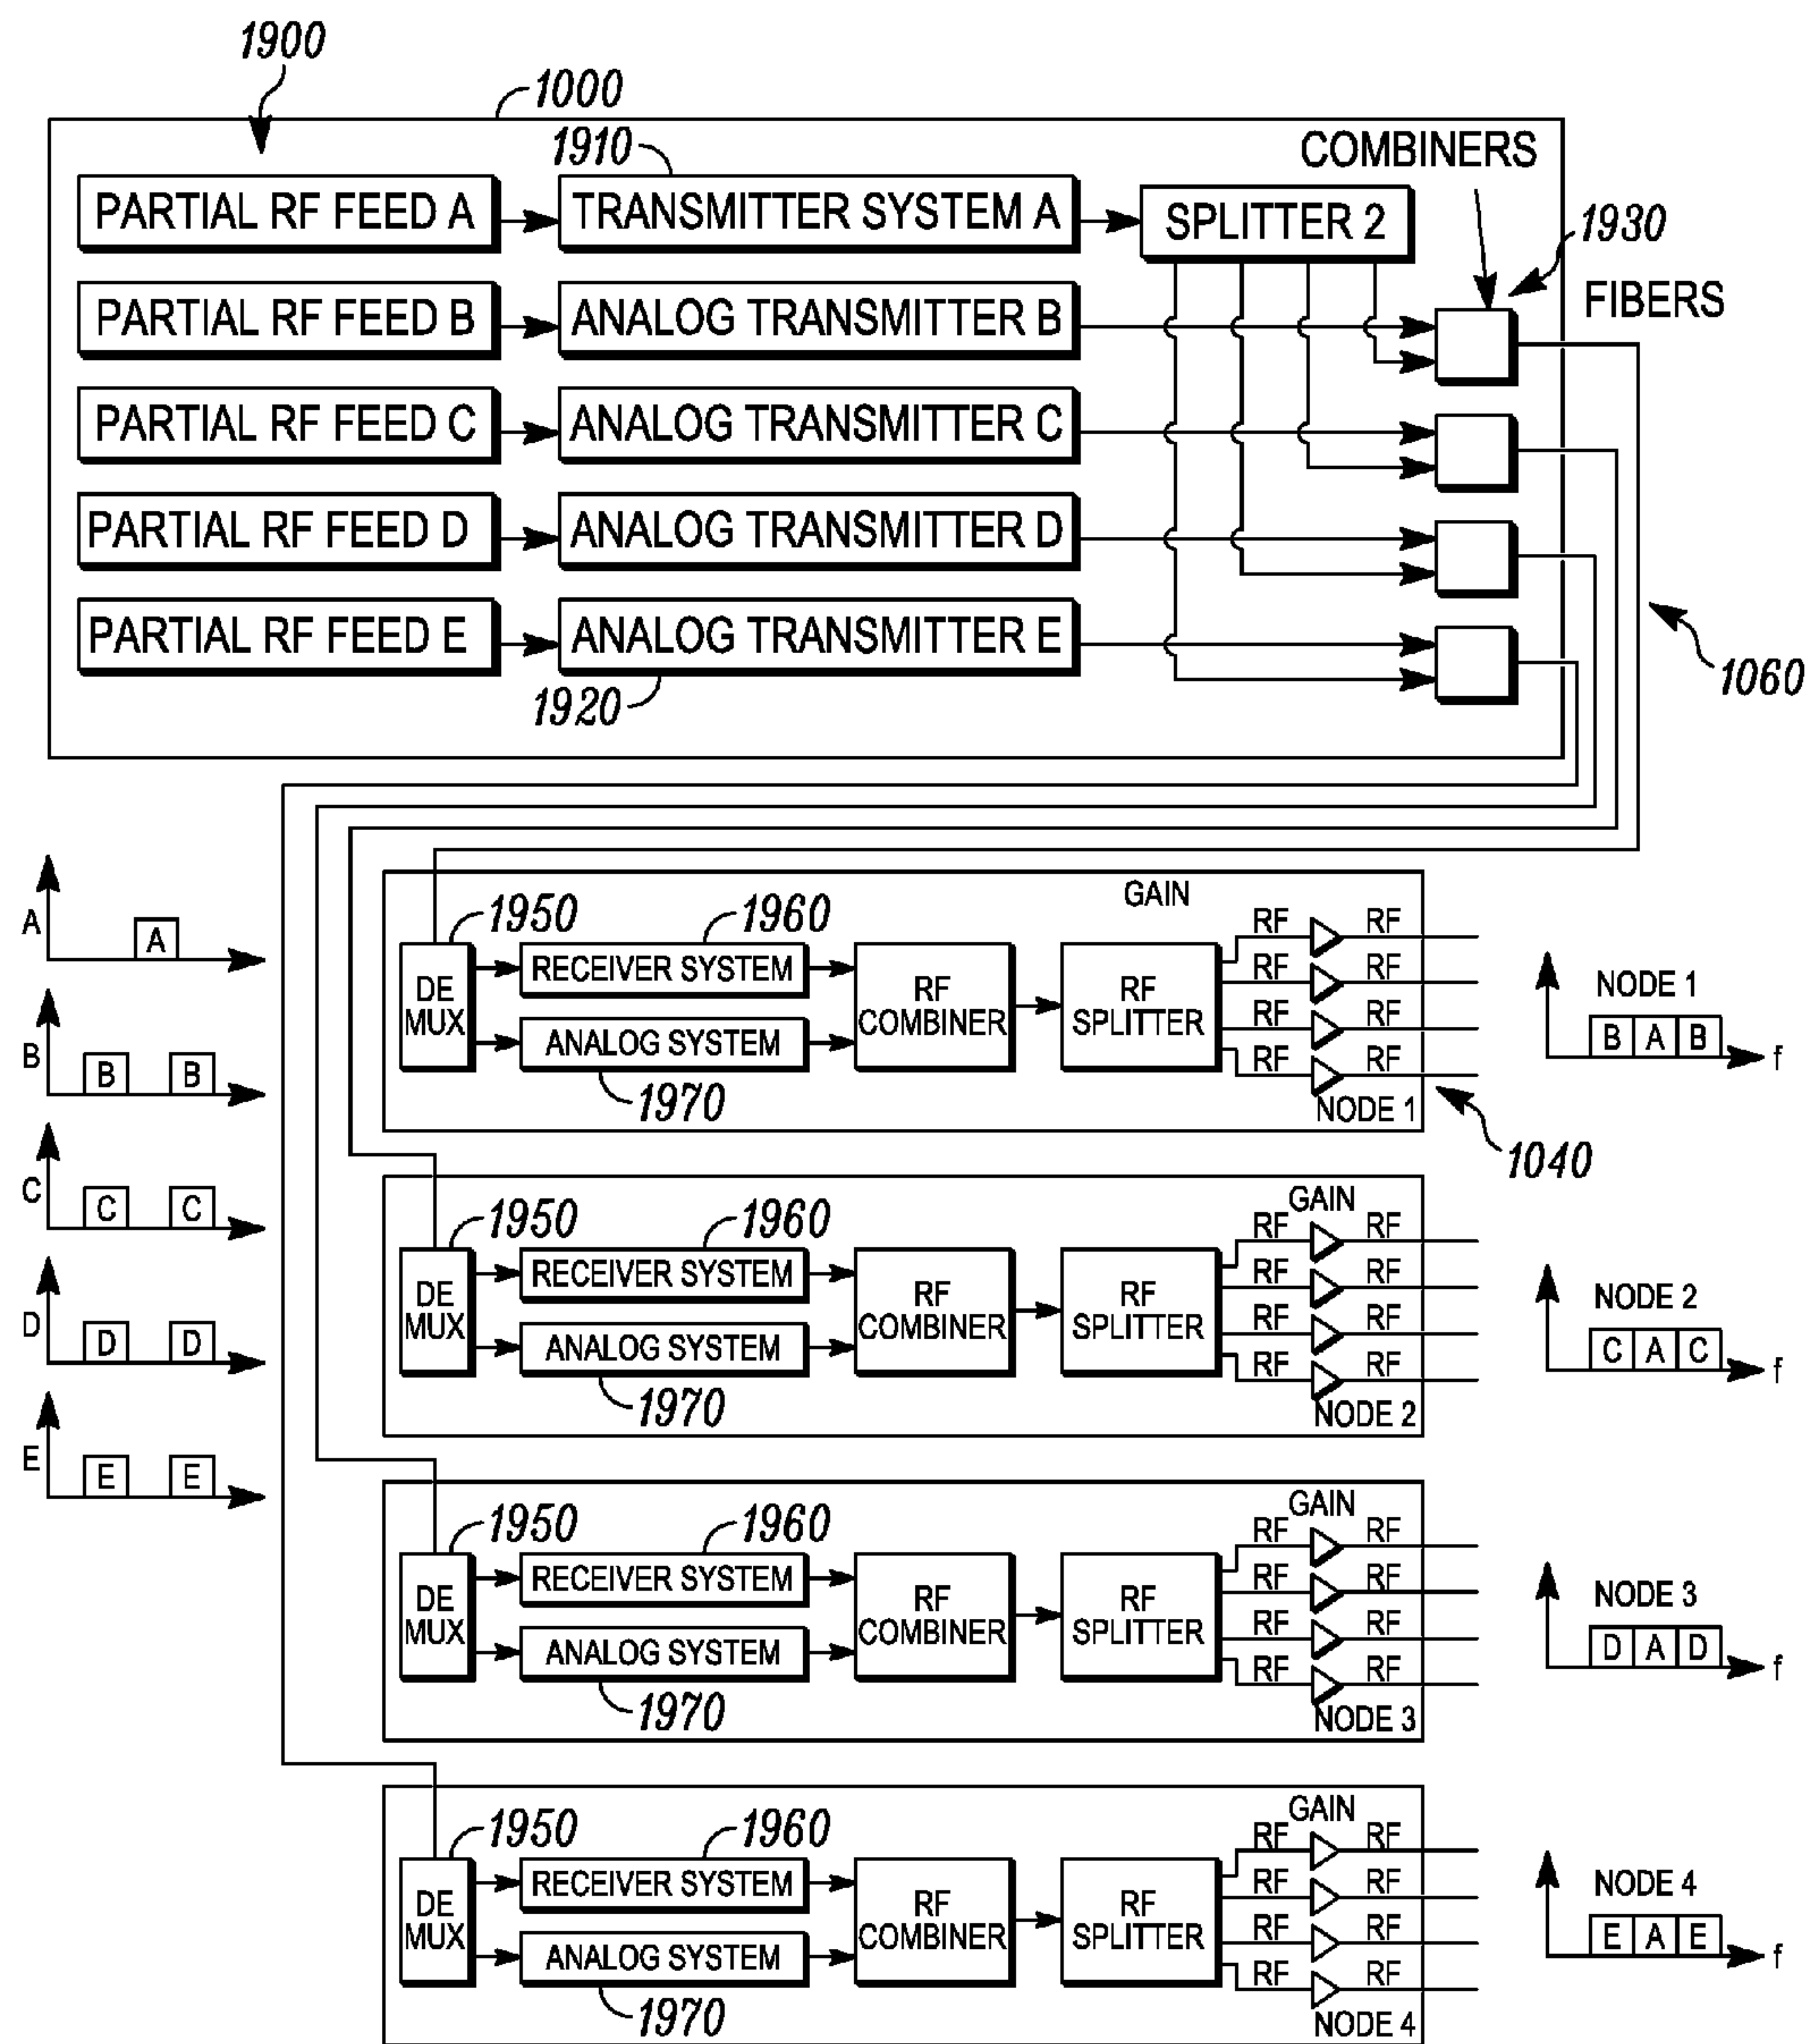 1900
1000
1910
COMBINERS
PARTIAL RF FEED A
TRANSMITTER SYSTEM A
SPLITTER 2
1930
PARTIAL RF FEED B
ANALOG TRANSMITTER B
FIBERS
PARTIAL RF FEED C
ANALOG TRANSMITTER C
PARTIAL RF FEED D
ANALOG TRANSMITTER D
PARTIAL RF FEED E
ANALOG TRANSMITTER E
1920
1060
A
A
B
B
B
C
C
C
D
D
D
E
E
E
GAIN
1950
1960
DE
MUX
RECEIVER SYSTEM
ANALOG SYSTEM
1970
RF
COMBINER
RF
SPLITTER
RF
RF
RF
RF
RF
RF
RF
RF
NODE 1
1040
NODE 1
B
A
B
f
GAIN
1950
1960
DE
MUX
RECEIVER SYSTEM
ANALOG SYSTEM
1970
RF
COMBINER
RF
SPLITTER
RF
RF
RF
RF
RF
RF
RF
RF
NODE 2
NODE 2
C
A
C
f
GAIN
1950
1960
DE
MUX
RECEIVER SYSTEM
ANALOG SYSTEM
1970
RF
COMBINER
RF
SPLITTER
RF
RF
RF
RF
RF
RF
RF
RF
NODE 3
NODE 3
D
A
D
f
GAIN
1950
1960
DE
MUX
RECEIVER SYSTEM
ANALOG SYSTEM
1970
RF
COMBINER
RF
SPLITTER
RF
RF
RF
RF
RF
RF
RF
RF
NODE 4
NODE 4
E
A
E
f